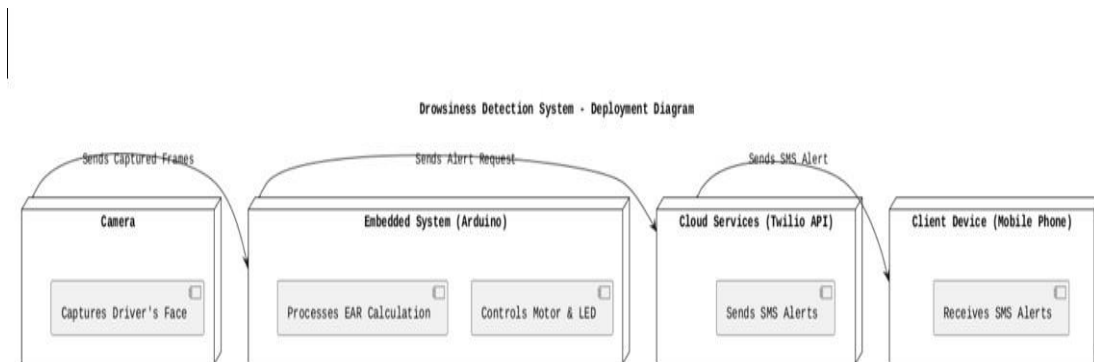 Drowsiness Detection System - Deployment Diagram
Sends Captured Frames
Sends Alert Request
Sends SMS Alert
Camera
Embedded System (Arduino)
Cloud Services (Twilio API)
Client Device (Mobile Phone)
Captures Driver's Face
Processes EAR Calculation
Controls Motor & LED
Sends SMS Alerts
Receives SMS Alerts